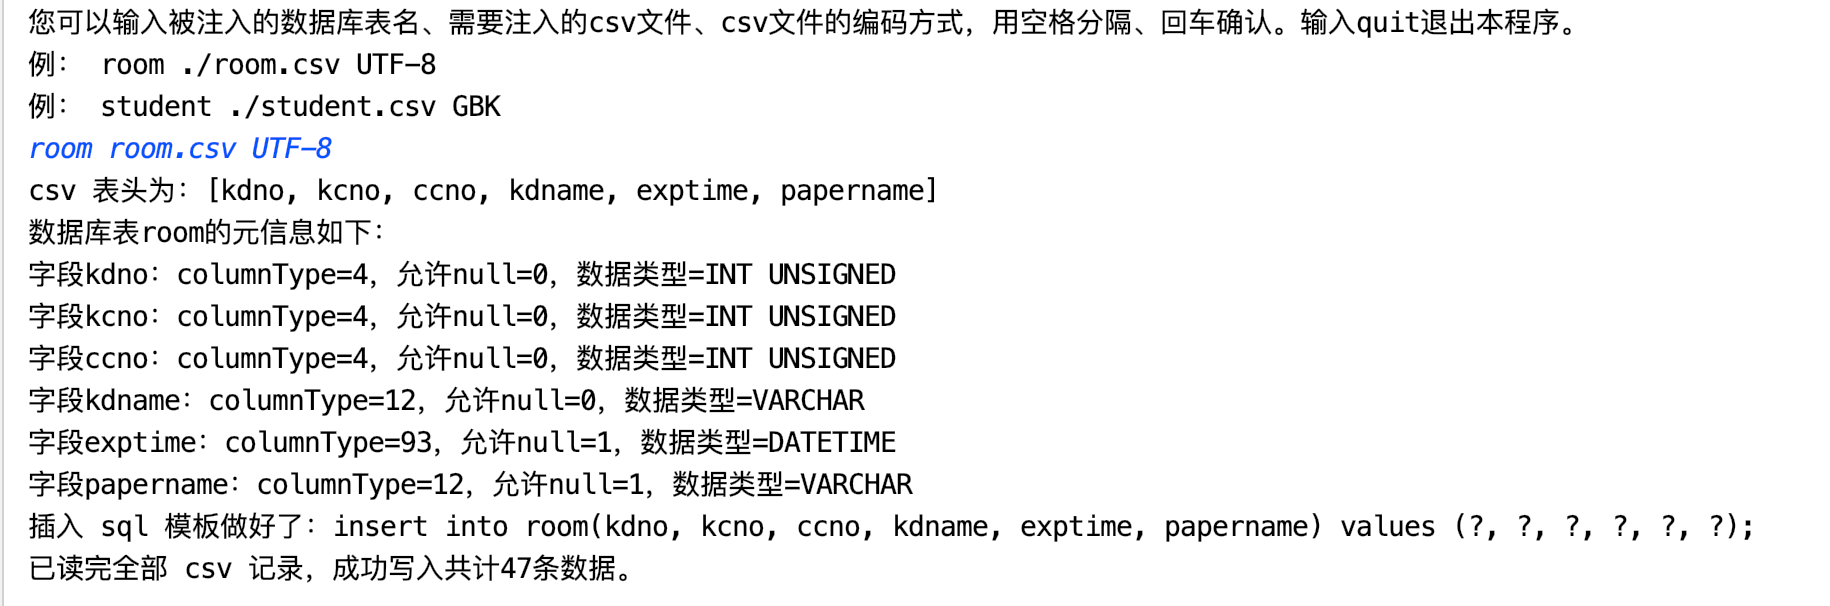 您可以输入被注入的数据库表名、需要注入的csv文件、csv文件的编码方式，用空格分隔、回车确认。输入quit退出本程序。
例： room ./room.csv UTF-8
例： student ./student.csv GBK
room room.csv UTF-8
csv 表头为：[kdno, kcno, ccno, kdname, exptime, papername]
数据库表room的元信息如下：
字段kdno：columnType=4，允许null=0，数据类型=INT UNSIGNED
字段kcno：columnType=4，允许null=0，数据类型=INT UNSIGNED
字段ccno：columnType=4，允许null=0，数据类型=INT UNSIGNED
字段kdname：columnType=12，允许null=0，数据类型=VARCHAR
字段exptime：columnType=93，允许null=1，数据类型=DATETIME
字段papername：columnType=12，允许null=1，数据类型=VARCHAR
插入 sql 模板做好了：insert into room(kdno, kcno, ccno, kdname, exptime, papername) values (?, ?, ?, ?, ?, ?);
已读完全部 csv 记录，成功写入共计47条数据。